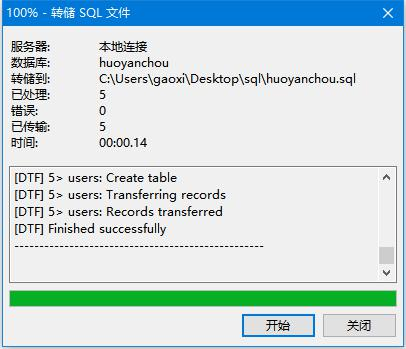 100% - 转储 SQL 文件
服务器: 本地连接
数据库: huoyanchou
转储到: C:\Users\gaoxi\Desktop\sql\huoyanchou.sql
已处理: 5
错误: 0
已传输: 5
时间: 00:00.14
[DTF] 5> users: Create table
[DTF] 5> users: Transferring records
[DTF] 5> users: Records transferred
[DTF] Finished successfully
--------------------------------------------------
开始 关闭